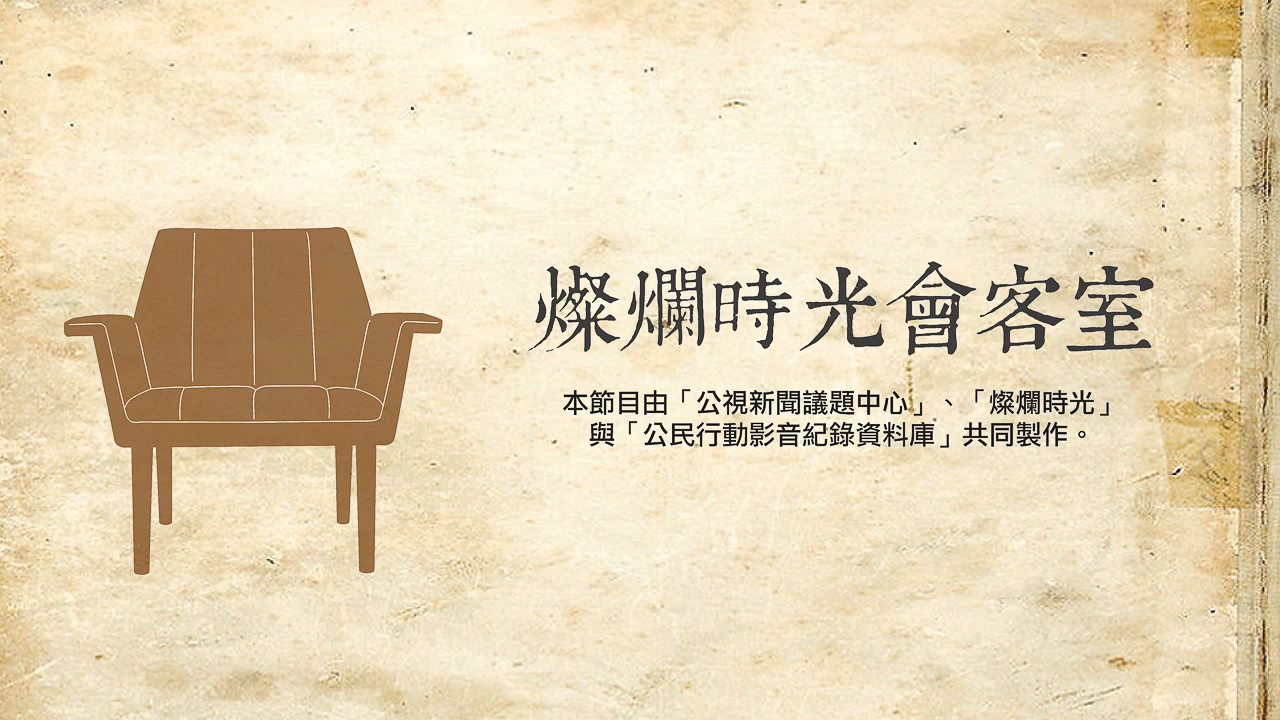 燦爛時光會客室
本節目由「公視新聞議題中心」、「燦爛時光」
與「公民行動影音紀錄資料庫」共同製作。